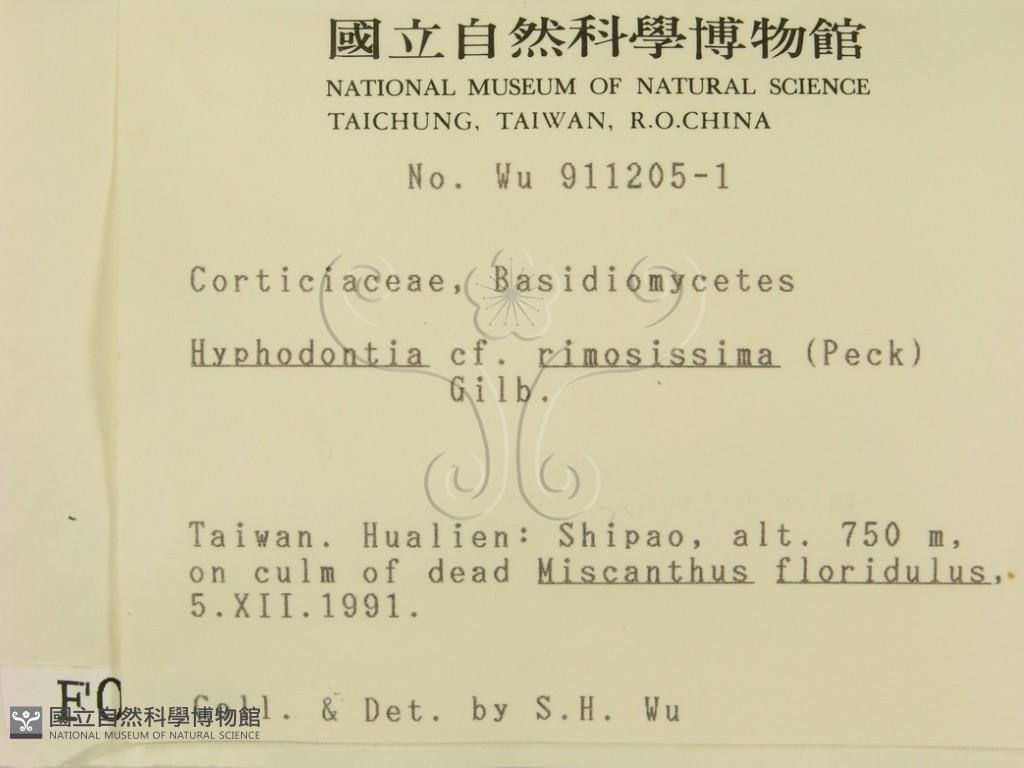 國立自然科學博物館
NATIONAL MUSEUM OF NATURAL SCIENCE
TAICHUNG, TAIWAN, R.O.CHINA
No. Wu 911205-1
Corticiaceae, Basidiomycetes
Hyphodontia cf. rimosissima (Peck)
Gilb.
Taiwan. Hualien: Shipao, alt. 750 m,
on culm of dead Miscanthus floridulus,
5.XII.1991.
Coll. & Det. by S.H. Wu
F0
國立自然科學博物館
NATIONAL MUSEUM OF NATURAL SCIENCE